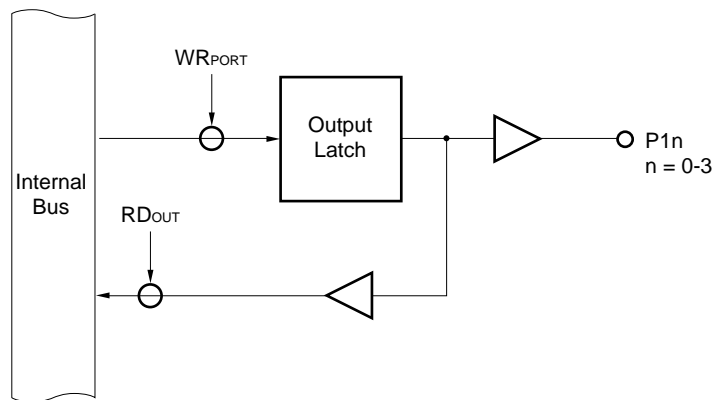 WRPORT
Output
Latch
P1n
n = 0-3
Internal
Bus
RDOUT